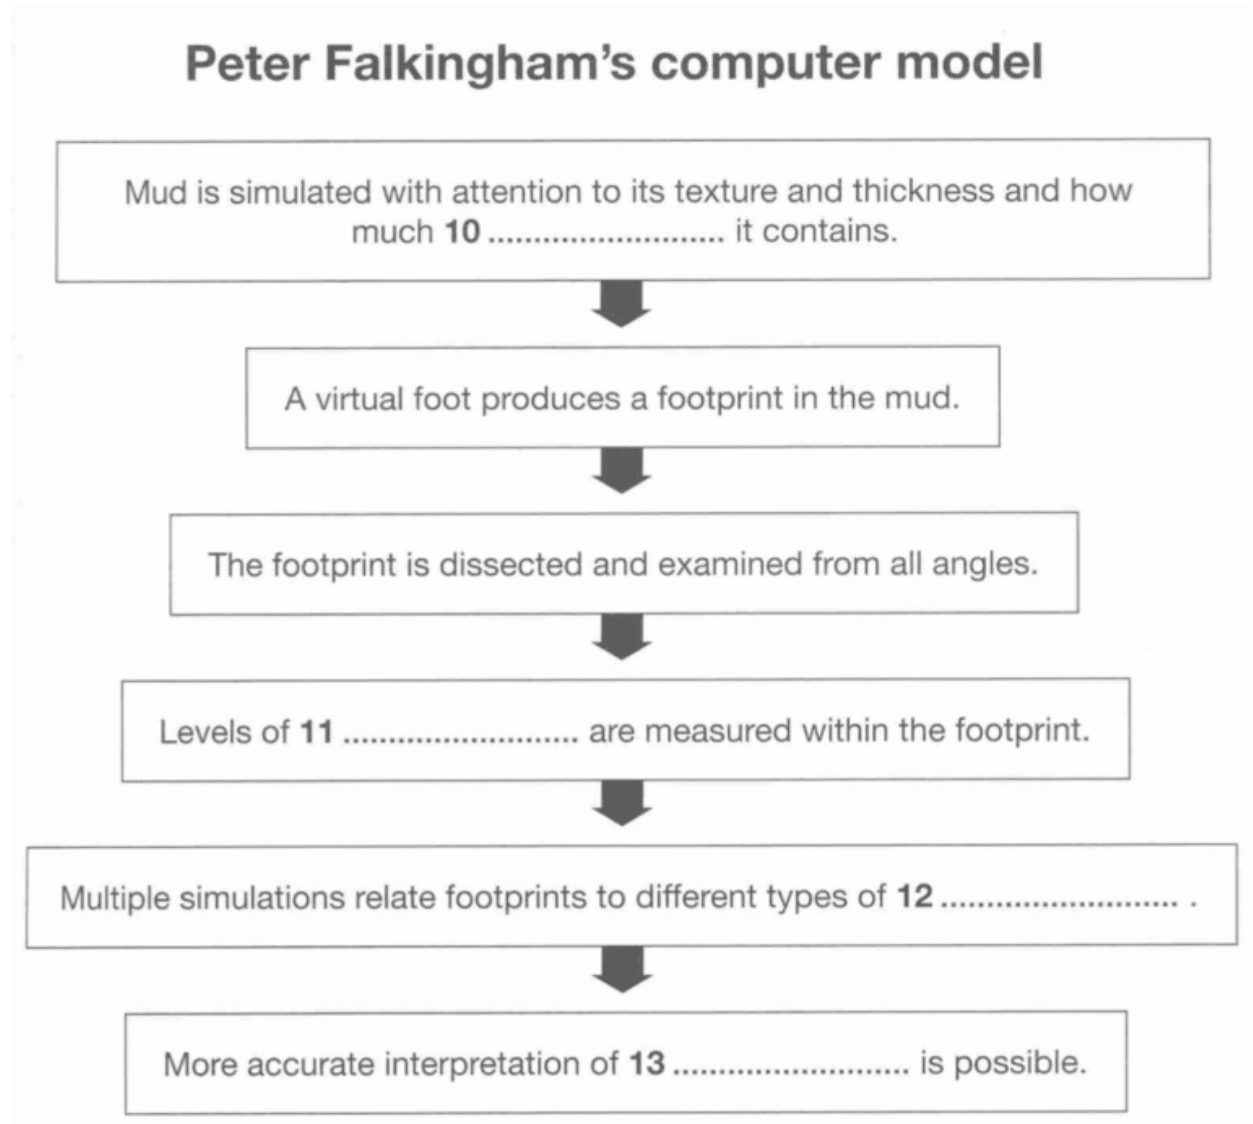 Peter Falkingham's computer model
Mud is simulated with attention to its texture and thickness and how
much 10 .......................... it contains.
A virtual foot produces a footprint in the mud.
The footprint is dissected and examined from all angles.
Levels of 11 .......................... are measured within the footprint.
Multiple simulations relate footprints to different types of 12 .......................... .
More accurate interpretation of 13 .......................... is possible.